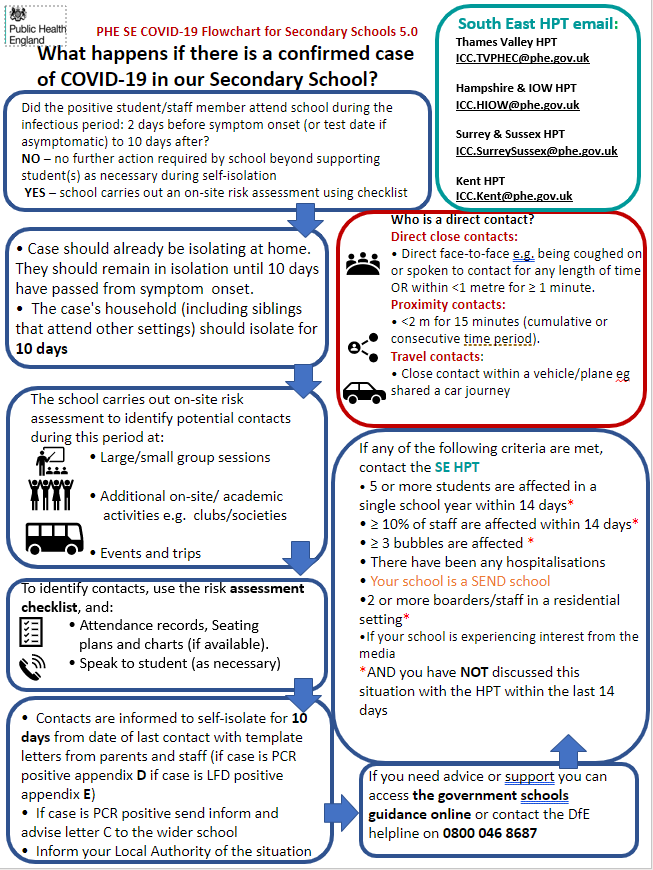 Public Health
England
PHE SE COVID-19 Flowchart for Secondary Schools 5.0
What happens if there is a confirmed case
of COVID-19 in our Secondary School?
South East HPT email:
Thames Valley HPT
ICC.TVPHEC@phe.gov.uk
Hampshire & IOW HPT
ICC.HIOW@phe.gov.uk
Surrey & Sussex HPT
ICC.SurreySussex@phe.gov.uk
Kent HPT
ICC.Kent@phe.gov.uk
Did the positive student/staff member attend school during the
infectious period: 2 days before symptom onset (or test date if
asymptomatic) to 10 days after?
NO – no further action required by school beyond supporting
student(s) as necessary during self-isolation
YES – school carries out an on-site risk assessment using checklist
• Case should already be isolating at home.
They should remain in isolation until 10 days
have passed from symptom onset.
• The case's household (including siblings
that attend other settings) should isolate for
10 days
Who is a direct contact?
Direct close contacts:
• Direct face-to-face e.g. being coughed on
or spoken to contact for any length of time
OR within <1 metre for ≥ 1 minute.
Proximity contacts:
• <2 m for 15 minutes (cumulative or
consecutive time period).
Travel contacts:
• Close contact within a vehicle/plane eg
shared a car journey
The school carries out on-site risk
assessment to identify potential contacts
during this period at:
• Large/small group sessions
• Additional on-site/ academic
activities e.g. clubs/societies
• Events and trips
To identify contacts, use the risk assessment
checklist, and:
• Attendance records, Seating
plans and charts (if available).
• Speak to student (as necessary)
• Contacts are informed to self-isolate for 10
days from date of last contact with template
letters from parents and staff (if case is PCR
positive appendix D if case is LFD positive
appendix E)
• If case is PCR positive send inform and
advise letter C to the wider school
• Inform your Local Authority of the situation
If any of the following criteria are met,
contact the SE HPT
• 5 or more students are affected in a
single school year within 14 days*
• ≥ 10% of staff are affected within 14 days*
• ≥ 3 bubbles are affected *
• There have been any hospitalisations
• Your school is a SEND school
•2 or more boarders/staff in a residential
setting*
•If your school is experiencing interest from the
media
*AND you have NOT discussed this
situation with the HPT within the last 14
days
If you need advice or support you can
access the government schools
guidance online or contact the DfE
helpline on 0800 046 8687